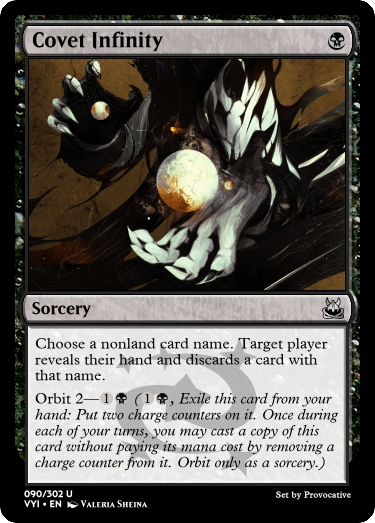 Covet Infinity
Sorcery
Choose a nonland card name. Target player
reveals their hand and discards a card with
that name.
Orbit 2—1 ( 1 , Exile this card from your
hand: Put two charge counters on it. Once during
each of your turns, you may cast a copy of this
card without paying its mana cost by removing a
charge counter from it. Orbit only as a sorcery.)
090/302 U
VYI • EN Valeria Sheina
Set by Provocative